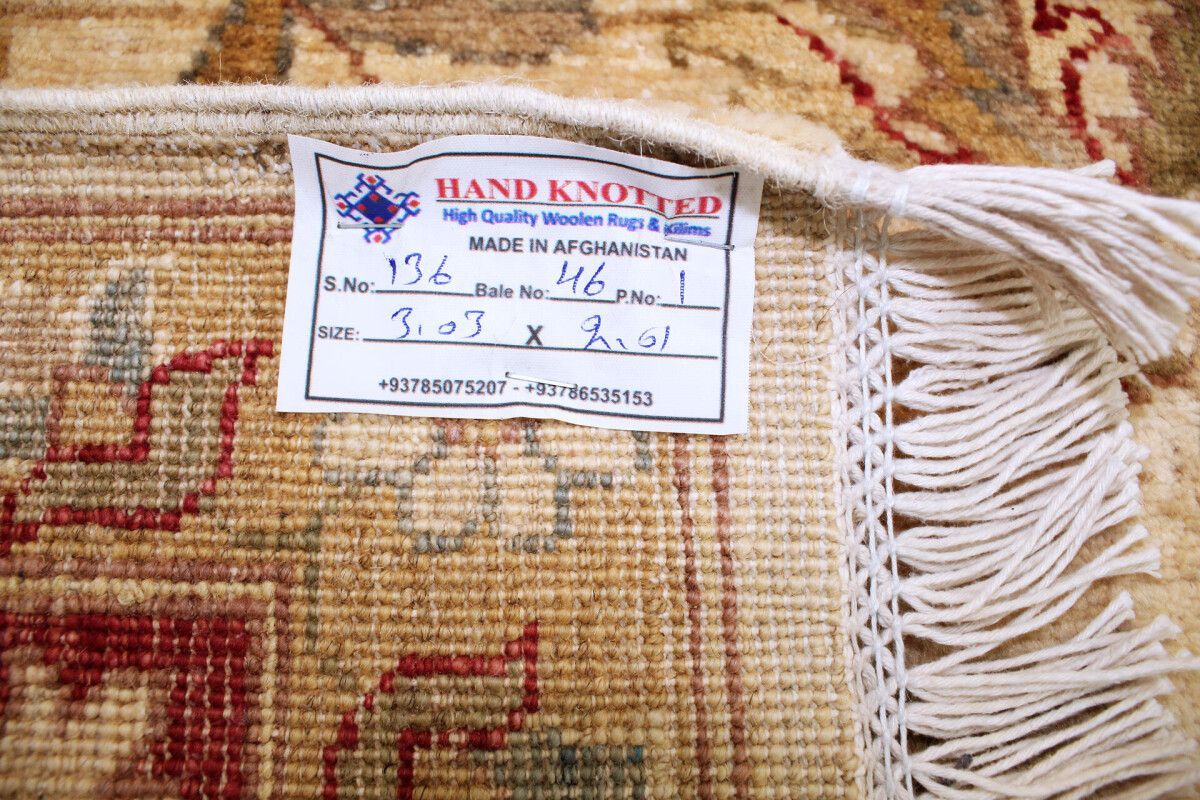 HAND KNOTTED
High Quality Woolen Rugs & Kilims
MADE IN AFGHANISTAN
S.No: 136 Bale No: 46 P.No: 1
SIZE: 3.03 X 2.01
+93785075207 - +93786535153